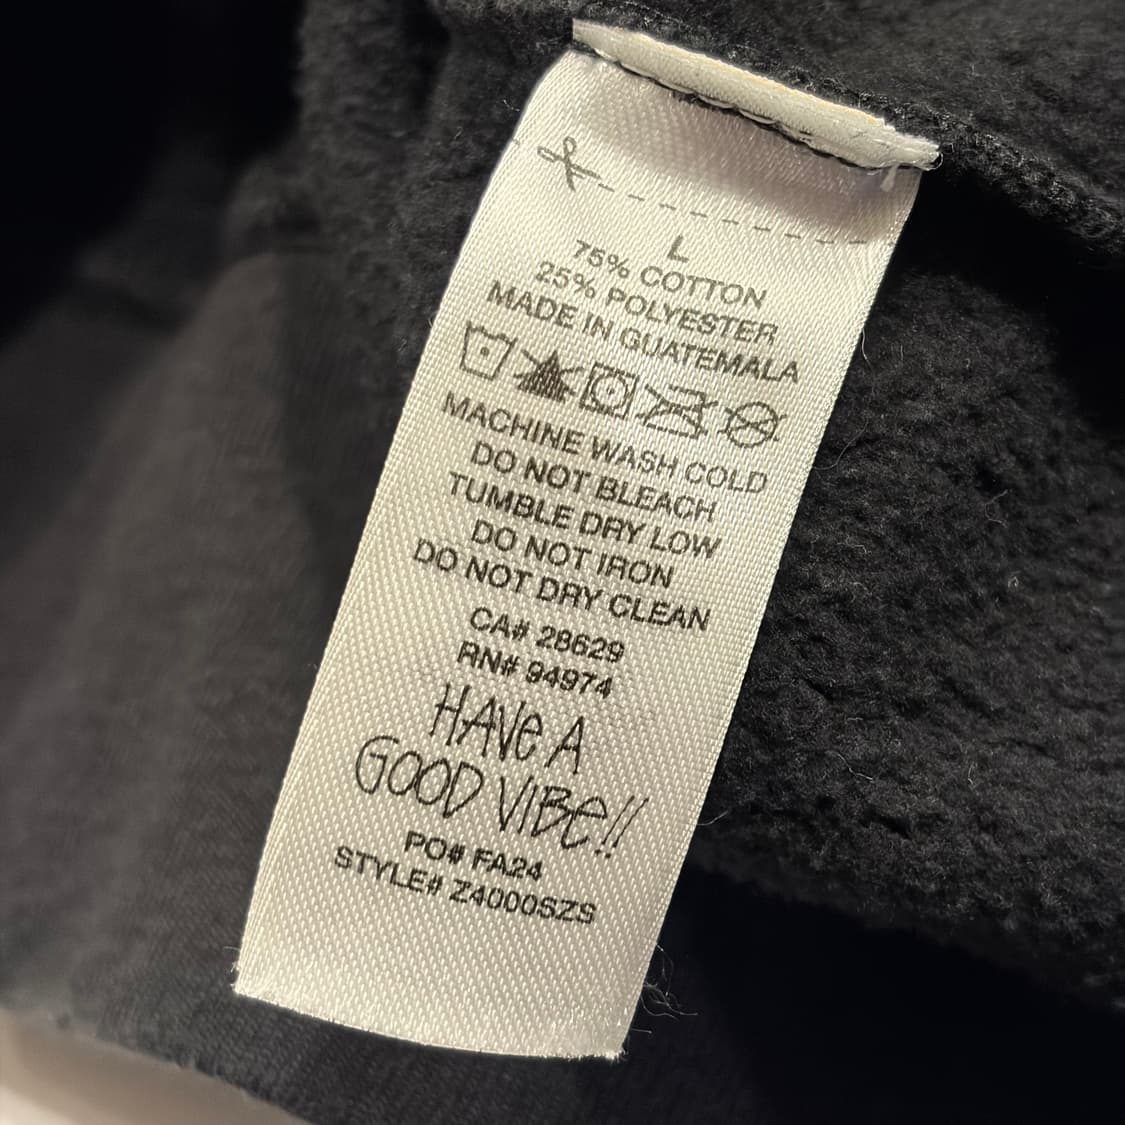 L
75% COTTON
25% POLYESTER
MADE IN GUATEMALA
MACHINE WASH COLD
DO NOT BLEACH
TUMBLE DRY LOW
DO NOT IRON
DO NOT DRY CLEAN
CA# 28629
RN# 94974
HAVe A
GOOD VIBe!!
PO# FA24
STYLE# Z4000SZS